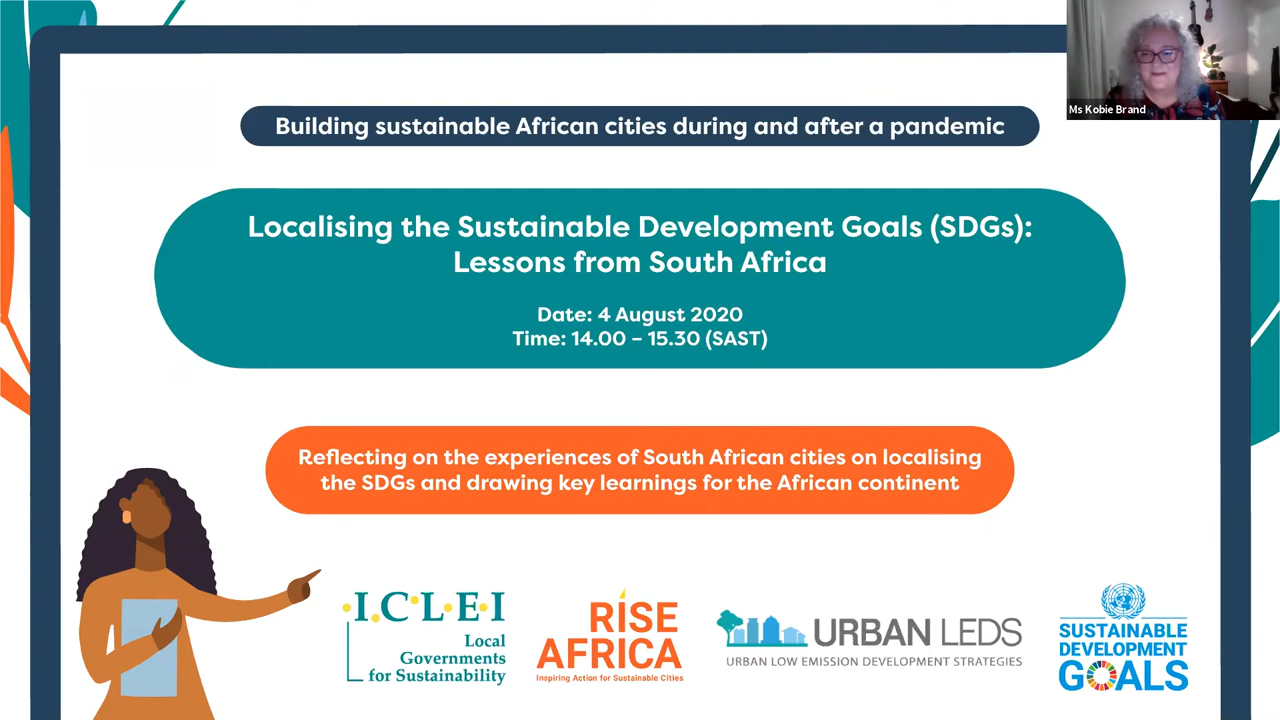 Ms Kobie Brand
Building sustainable African cities during and after a pandemic
Localising the Sustainable Development Goals (SDGs):
Lessons from South Africa
Date: 4 August 2020
Time: 14.00 – 15.30 (SAST)
Reflecting on the experiences of South African cities on localising
the SDGs and drawing key learnings for the African continent
I.C.L.E.I
Local
Governments
for Sustainability
RISE
AFRICA
Inspiring Action for Sustainable Cities
URBAN LEDS
URBAN LOW EMISSION DEVELOPMENT STRATEGIES
SUSTAINABLE
DEVELOPMENT
GOALS